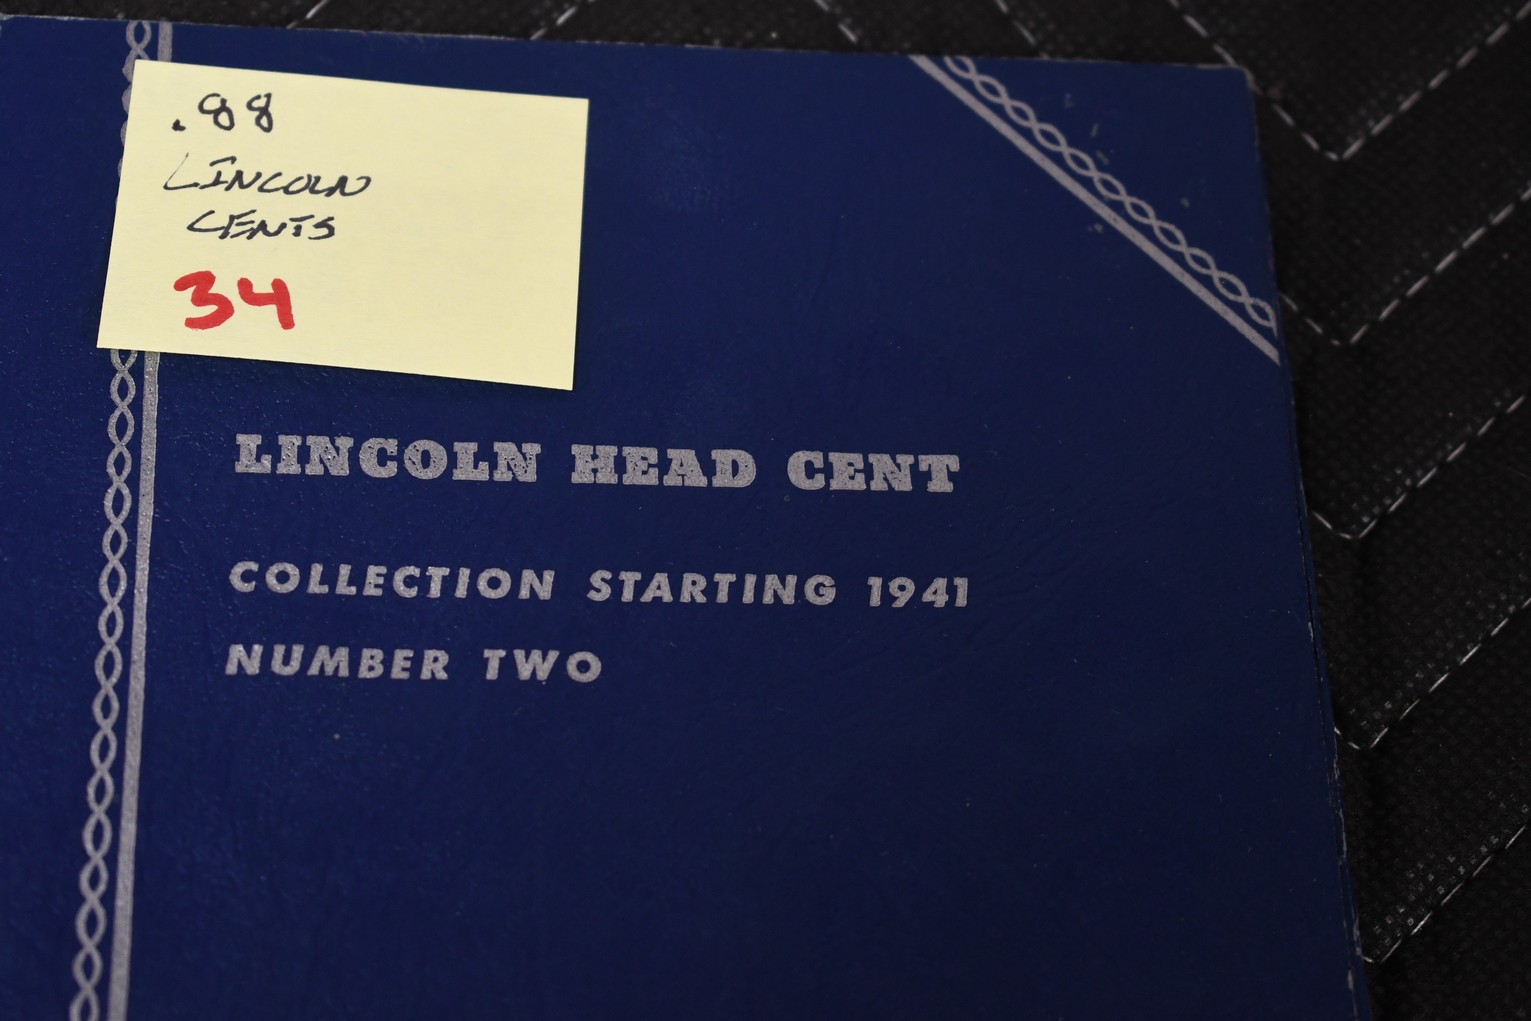 .88
LINCOLN
CENTS
34
LINCOLN HEAD CENT
COLLECTION STARTING 1941
NUMBER TWO